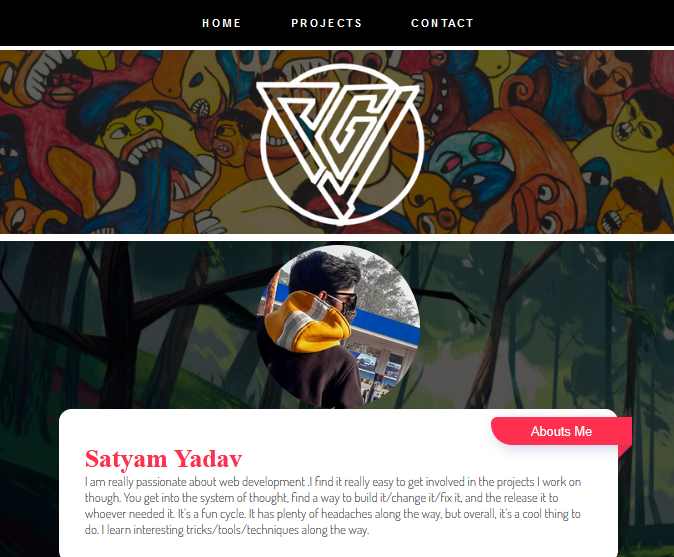 HOME PROJECTS CONTACT
Abouts Me
Satyam Yadav
I am really passionate about web development .I find it really easy to get involved in the projects I work on
though. You get into the system of thought, find a way to build it/change it/fix it, and the release it to
whoever needed it. It's a fun cycle. It has plenty of headaches along the way, but overall, it's a cool thing to
do. I learn interesting tricks/tools/techniques along the way.